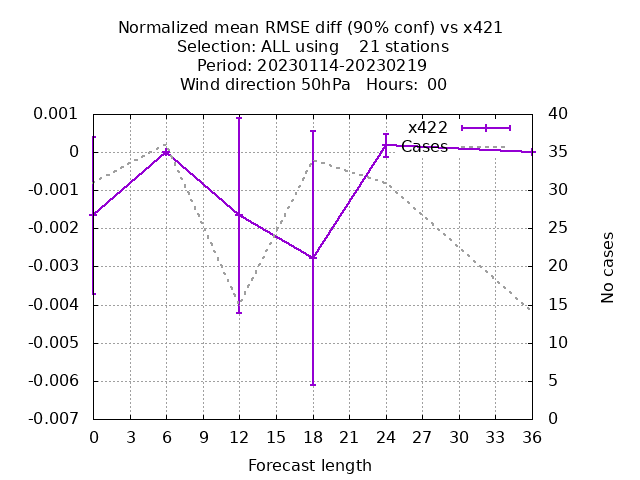 Normalized mean RMSE diff (90% conf) vs x421
Selection: ALL using    21 stations
Period: 20230114-20230219
Wind direction 50hPa   Hours:  00
0.001
0
-0.001
-0.002
-0.003
-0.004
-0.005
-0.006
-0.007
x422
Cases
40
35
30
25
20
15
10
5
0
No cases
0 3 6 9 12 15 18 21 24 27 30 33 36
Forecast length